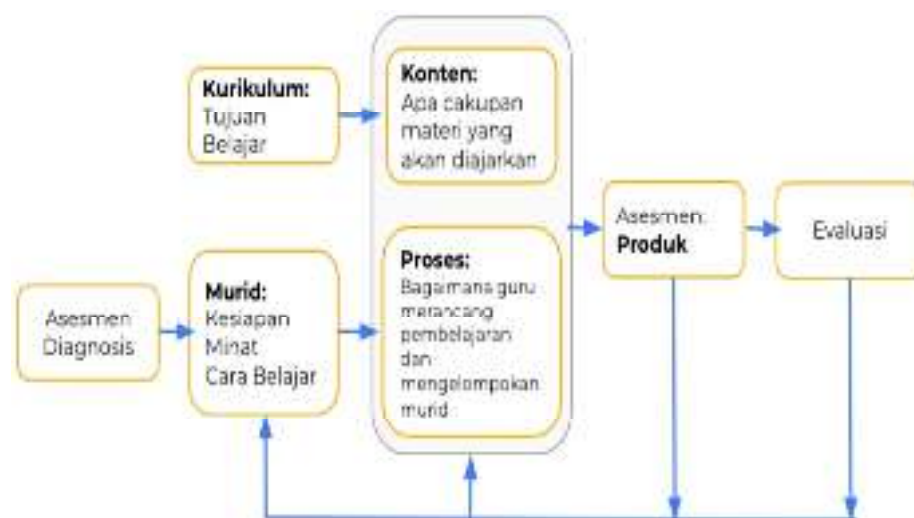 Kurikulum:
Tujuan
Belajar
Konten:
Apa cakupan
materi yang
akan diajarkan
Asesmen
Diagnosis
Murid:
Kesiapan
Minat
Cara Belajar
Proses:
Bagaimana guru
merancang
pembelajaran
dan
mengelompokan
murid
Asesmen:
Produk
Evaluasi